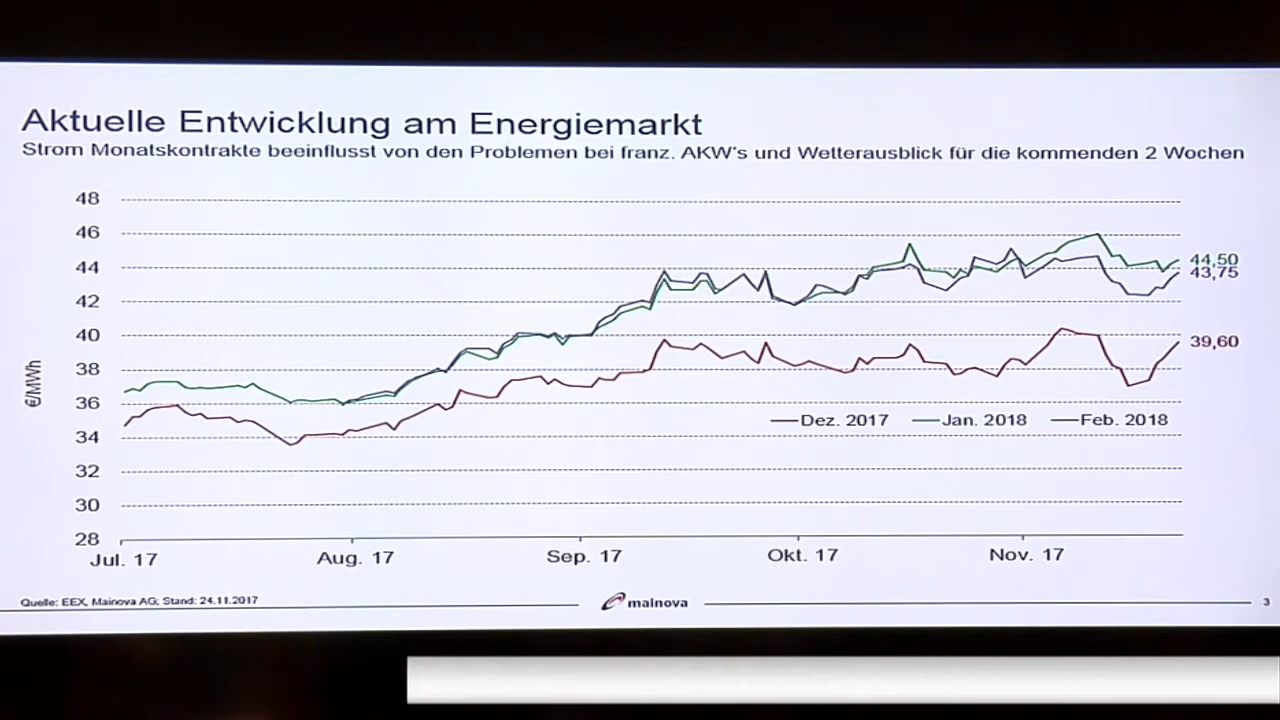 Aktuelle Entwicklung am Energiemarkt
Strom Monatskontrakte beeinflusst von den Problemen bei franz. AKW's und Wetterausblick für die kommenden 2 Wochen
€/MWh
48
46
44
42
40
38
36
34
32
30
28
44,50
43,75
39,60
Dez. 2017 Jan. 2018 Feb. 2018
Jul. 17 Aug. 17 Sep. 17 Okt. 17 Nov. 17
Quelle: EEX, Mainova AG; Stand: 24.11.2017
mainova
3